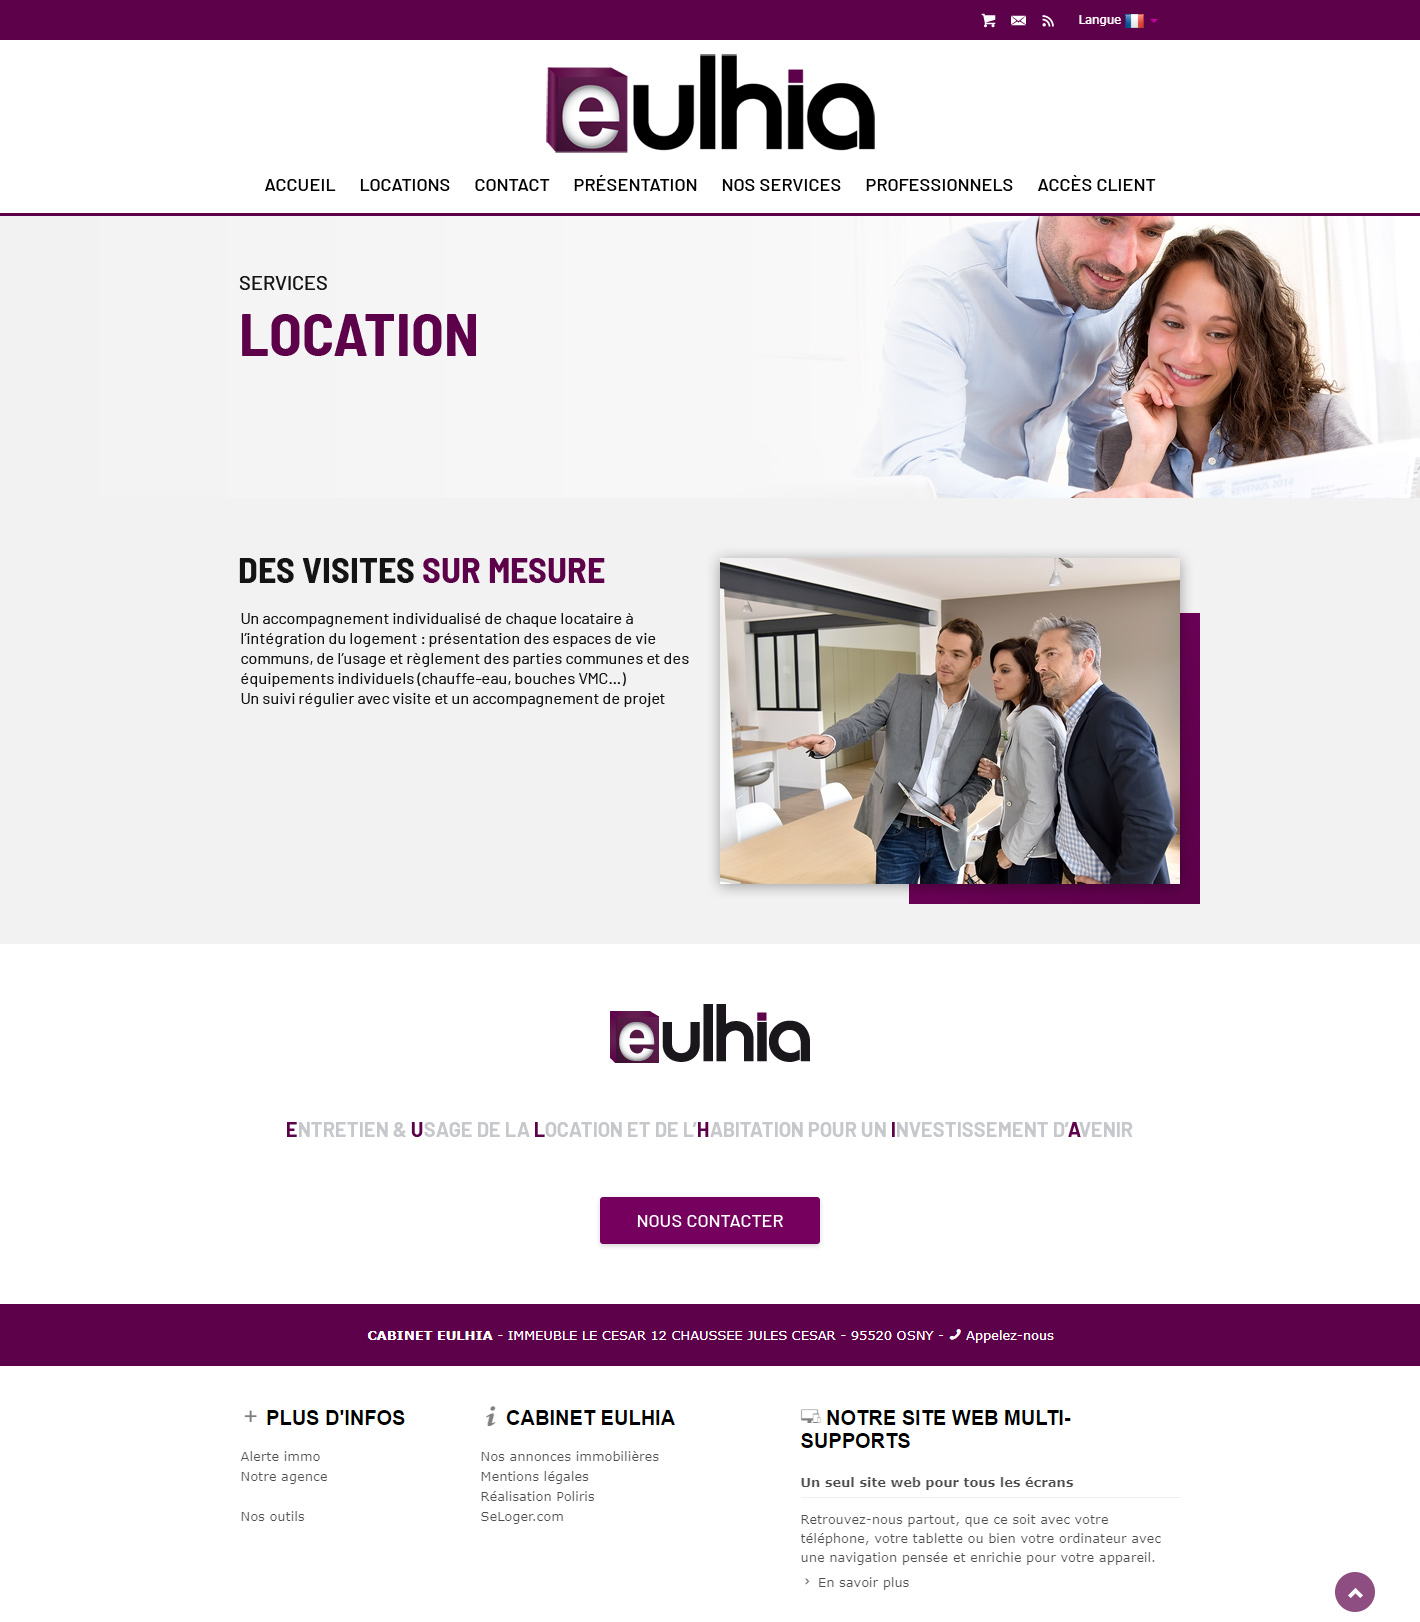 Langue
eulhia
ACCUEIL LOCATIONS CONTACT PRÉSENTATION NOS SERVICES PROFESSIONNELS ACCÈS CLIENT
SERVICES
LOCATION
DES VISITES SUR MESURE
Un accompagnement individualisé de chaque locataire à
l’intégration du logement : présentation des espaces de vie
communs, de l’usage et règlement des parties communes et des
équipements individuels (chauffe-eau, bouches VMC...)
Un suivi régulier avec visite et un accompagnement de projet
eulhia
ENTRETIEN & USAGE DE LA LOCATION ET DE L’HABITATION POUR UN INVESTISSEMENT D’AVENIR
NOUS CONTACTER
CABINET EULHIA - IMMEUBLE LE CESAR 12 CHAUSSEE JULES CESAR - 95520 OSNY - Appelez-nous
PLUS D'INFOS
Alerte immo
Notre agence
Nos outils
CABINET EULHIA
Nos annonces immobilières
Mentions légales
Réalisation Poliris
SeLoger.com
NOTRE SITE WEB MULTI-
SUPPORTS
Un seul site web pour tous les écrans
Retrouvez-nous partout, que ce soit avec votre
téléphone, votre tablette ou bien votre ordinateur avec
une navigation pensée et enrichie pour votre appareil.
En savoir plus